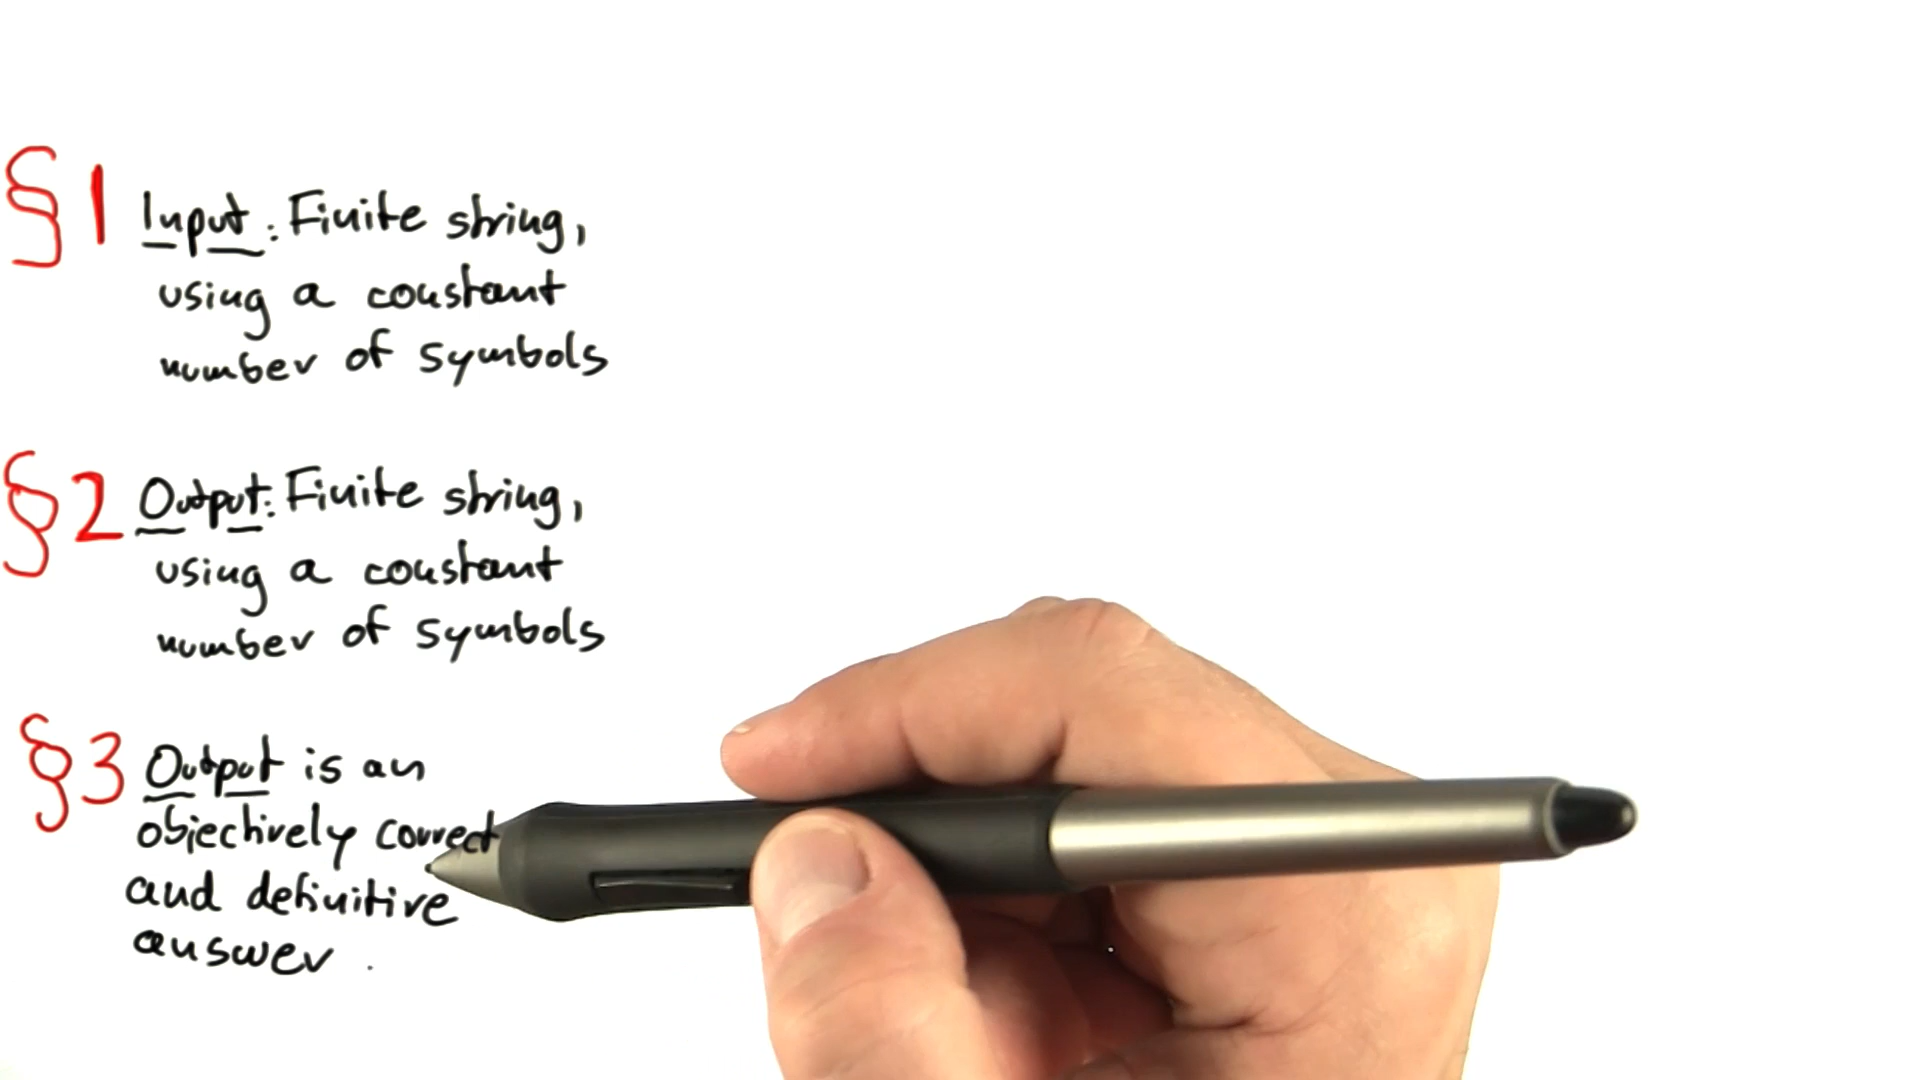 §1 Input: Finite string,
using a constant
number of symbols
§2 Output: Finite string,
using a constant
number of symbols
§3 Output is an
objectively correct
and definitive
answer.